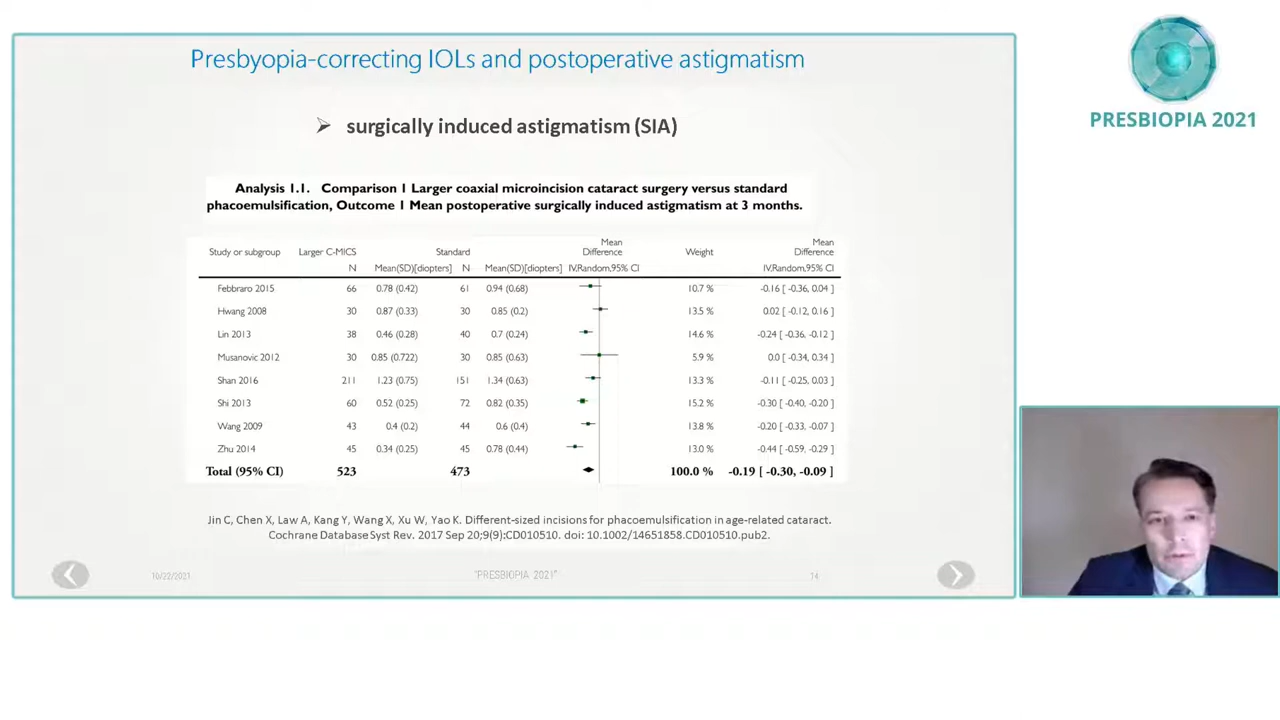 Presbyopia-correcting IOLs and postoperative astigmatism
PRESBIOPIA 2021
➢ surgically induced astigmatism (SIA)
Analysis 1.1. Comparison 1 Larger coaxial microincision cataract surgery versus standard
phacoemulsification, Outcome 1 Mean postoperative surgically induced astigmatism at 3 months.
Study or subgroup Larger C-MICS Standard Mean Difference Weight Mean Difference
N Mean(SD)[diopters] N Mean(SD)[diopters] IV,Random,95% CI IV,Random,95% CI
Febbraro 2015 66 0.78 (0.42) 61 0.94 (0.68) 10.7 % -0.16 [ -0.36, 0.04 ]
Hwang 2008 30 0.87 (0.33) 30 0.85 (0.2) 13.5 % 0.02 [ -0.12, 0.16 ]
Lin 2013 38 0.46 (0.28) 40 0.7 (0.24) 14.6 % -0.24 [ -0.36, -0.12 ]
Musanovic 2012 30 0.85 (0.722) 30 0.85 (0.63) 5.9 % 0.0 [ -0.34, 0.34 ]
Shan 2016 211 1.23 (0.75) 151 1.34 (0.63) 13.3 % -0.11 [ -0.25, 0.03 ]
Shi 2013 60 0.52 (0.25) 72 0.82 (0.35) 15.2 % -0.30 [ -0.40, -0.20 ]
Wang 2009 43 0.4 (0.2) 44 0.6 (0.4) 13.8 % -0.20 [ -0.33, -0.07 ]
Zhu 2014 45 0.34 (0.25) 45 0.78 (0.44) 13.0 % -0.44 [ -0.59, -0.29 ]
Total (95% CI) 523 473 100.0 % -0.19 [ -0.30, -0.09 ]
Jin C, Chen X, Law A, Kang Y, Wang X, Xu W, Yao K. Different-sized incisions for phacoemulsification in age-related cataract.
Cochrane Database Syst Rev. 2017 Sep 20;9(9):CD010510. doi: 10.1002/14651858.CD010510.pub2.
10/22/2021 "PRESBIOPIA 2021" 14